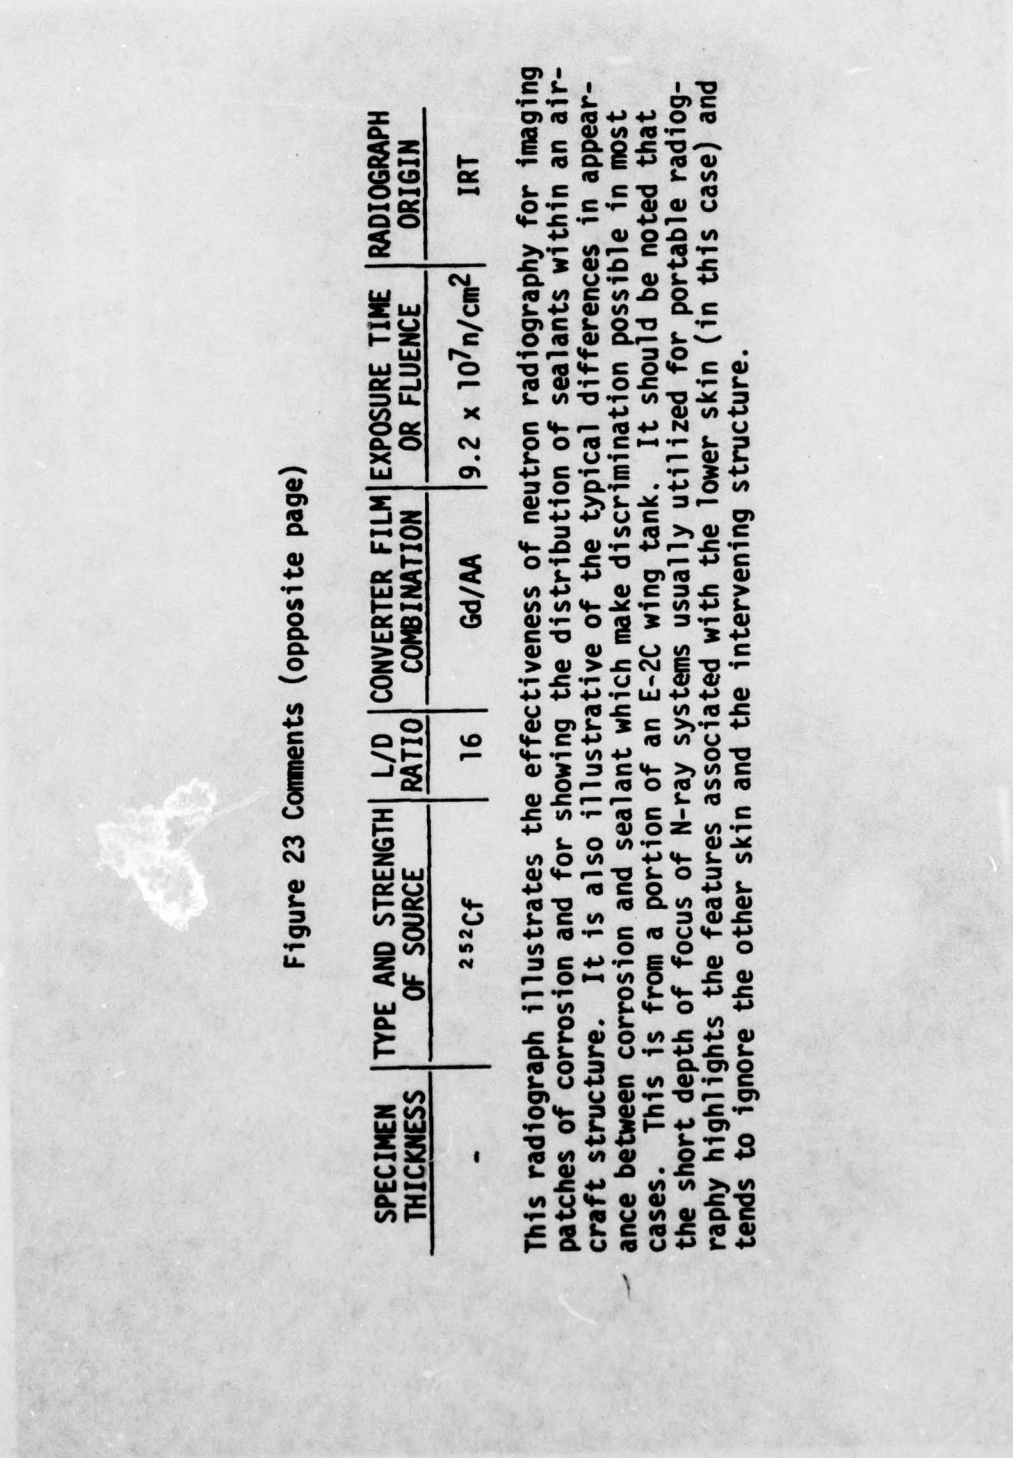 Figure 23 Comments (opposite page)
SPECIMEN | TYPE AND STRENGTH | L/D | CONVERTER FILM | EXPOSURE TIME | RADIOGRAPH
THICKNESS | OF SOURCE | RATIO | COMBINATION | OR FLUENCE | ORIGIN
- | ²⁵²Cf | 16 | Gd/AA | 9.2 x 10⁷n/cm² | IRT
This radiograph illustrates the effectiveness of neutron radiography for imaging
patches of corrosion and for showing the distribution of sealants within an air-
craft structure. It is also illustrative of the typical differences in appear-
ance between corrosion and sealant which make discrimination possible in most
cases. This is from a portion of an E-2C wing tank. It should be noted that
the short depth of focus of N-ray systems usually utilized for portable radiog-
raphy highlights the features associated with the lower skin (in this case) and
tends to ignore the other skin and the intervening structure.